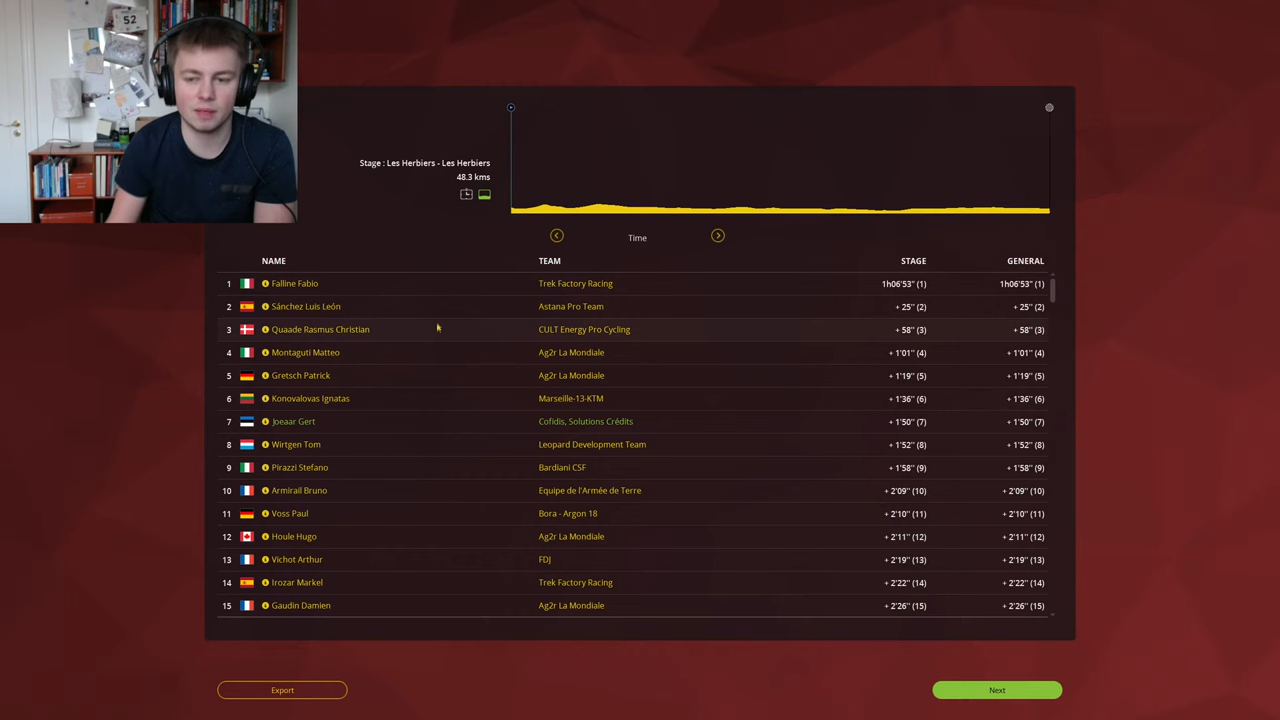 52
Stage : Les Herbiers - Les Herbiers
48.3 kms
Time
NAME TEAM STAGE GENERAL
1 Falline Fabio Trek Factory Racing 1h06'53'' (1) 1h06'53'' (1)
2 Sánchez Luis León Astana Pro Team + 25'' (2) + 25'' (2)
3 Quaade Rasmus Christian CULT Energy Pro Cycling + 58'' (3) + 58'' (3)
4 Montaguti Matteo Ag2r La Mondiale + 1'01'' (4) + 1'01'' (4)
5 Gretsch Patrick Ag2r La Mondiale + 1'19'' (5) + 1'19'' (5)
6 Konovalovas Ignatas Marseille-13-KTM + 1'36'' (6) + 1'36'' (6)
7 Joeaar Gert Cofidis, Solutions Crédits + 1'50'' (7) + 1'50'' (7)
8 Wirtgen Tom Leopard Development Team + 1'52'' (8) + 1'52'' (8)
9 Pirazzi Stefano Bardiani CSF + 1'58'' (9) + 1'58'' (9)
10 Armirail Bruno Equipe de l'Armée de Terre + 2'09'' (10) + 2'09'' (10)
11 Voss Paul Bora - Argon 18 + 2'10'' (11) + 2'10'' (11)
12 Houle Hugo Ag2r La Mondiale + 2'11'' (12) + 2'11'' (12)
13 Vichot Arthur FDJ + 2'19'' (13) + 2'19'' (13)
14 Irozar Markel Trek Factory Racing + 2'22'' (14) + 2'22'' (14)
15 Gaudin Damien Ag2r La Mondiale + 2'26'' (15) + 2'26'' (15)
Export Next